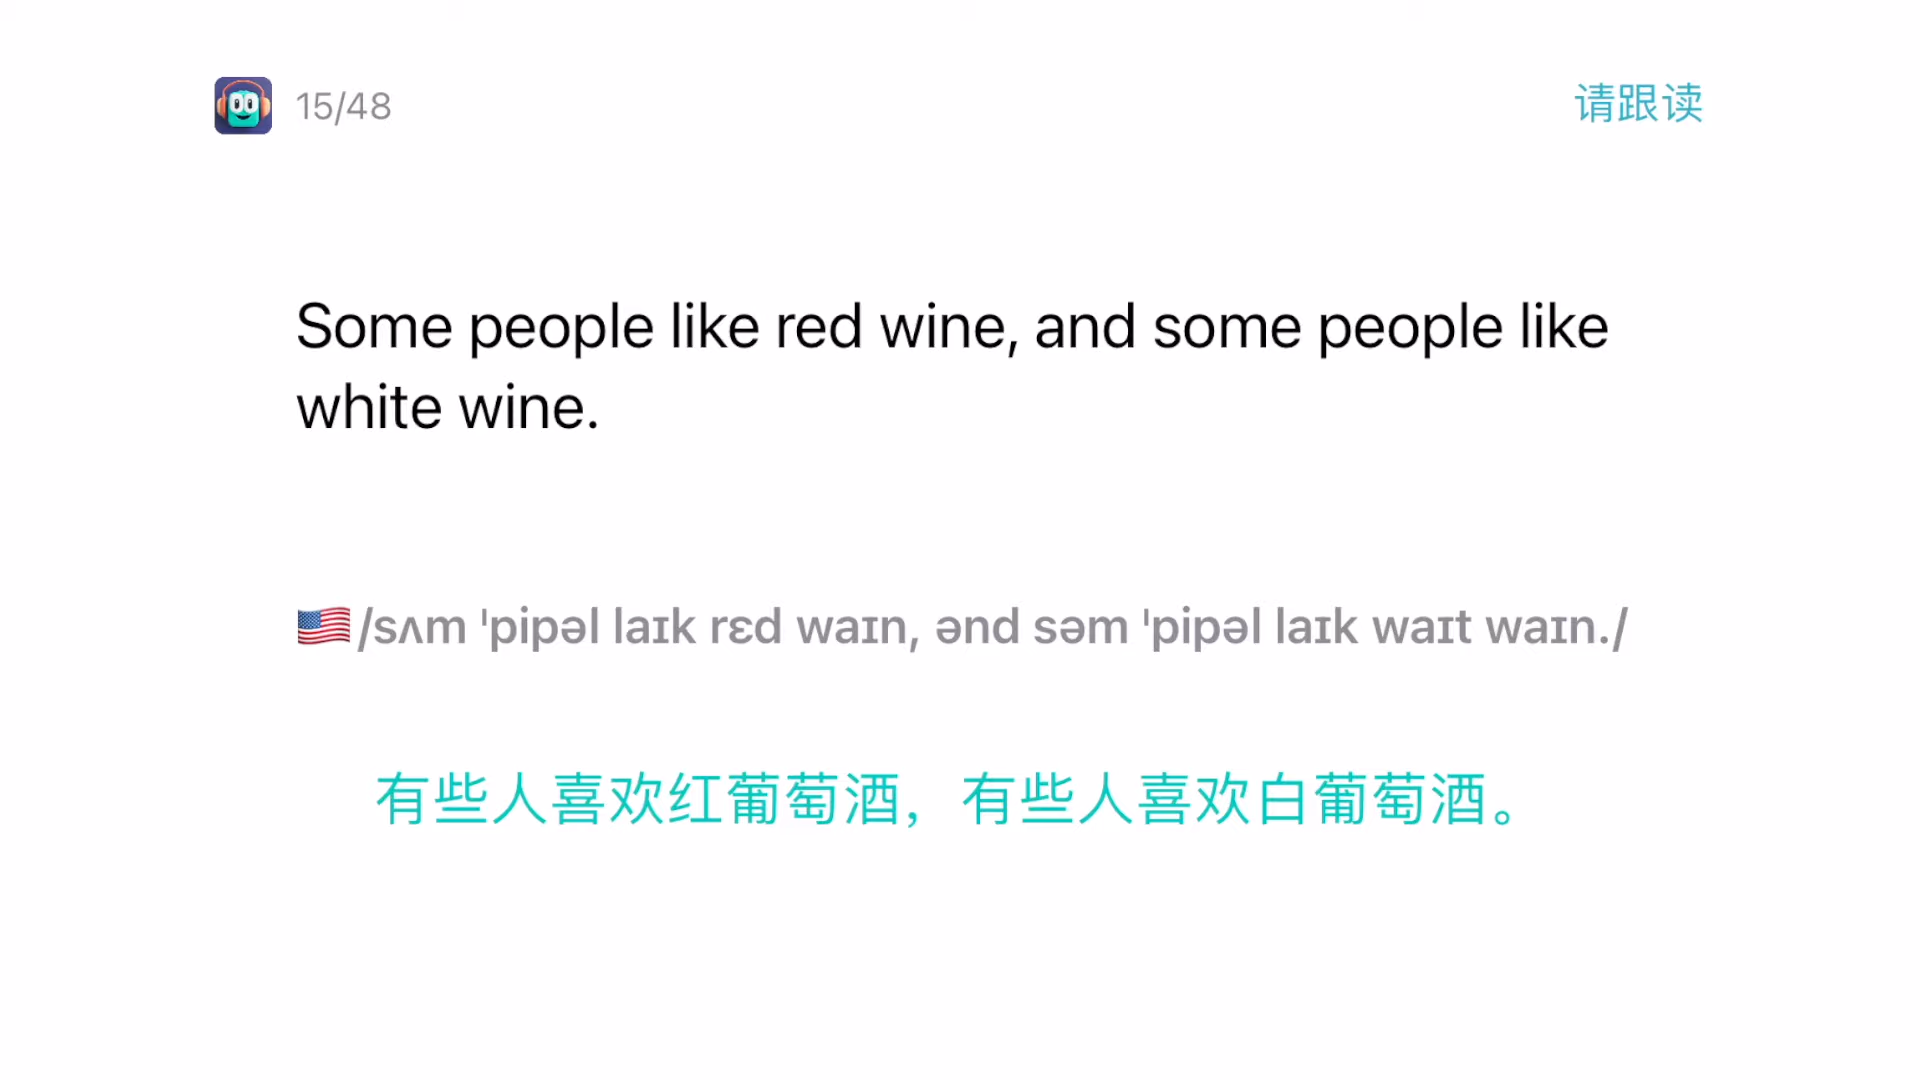 15/48
请跟读
Some people like red wine, and some people like
white wine.
/sʌm ˈpipəl laɪk rɛd waɪn, ənd səm ˈpipəl laɪk waɪt waɪn./
有些人喜欢红葡萄酒，有些人喜欢白葡萄酒。